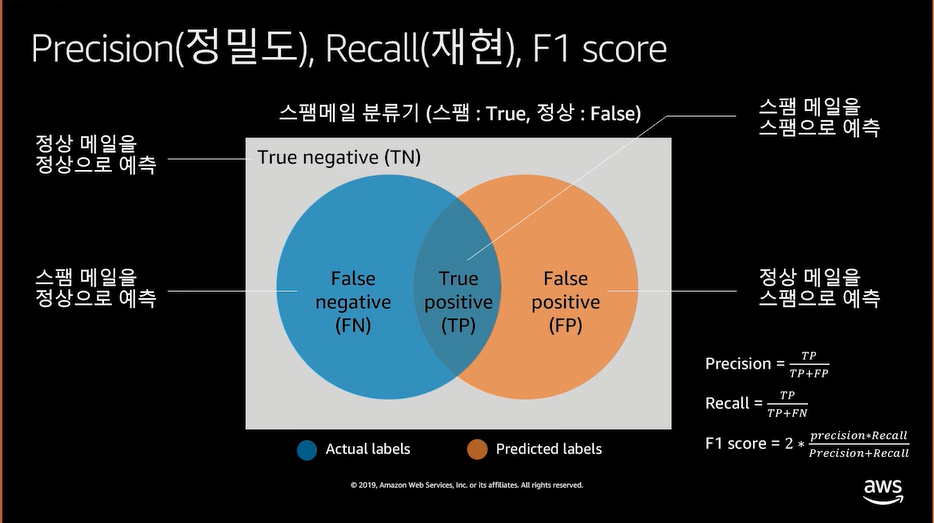 Precision(정밀도), Recall(재현), F1 score
스팸메일 분류기 (스팸 : True, 정상 : False)
스팸 메일을
스팸으로 예측
정상 메일을
정상으로 예측
True negative (TN)
스팸 메일을
정상으로 예측
False
negative
(FN)
True
positive
(TP)
False
positive
(FP)
정상 메일을
스팸으로 예측
Precision = TP / TP+FP
Recall = TP / TP+FN
F1 score = 2 * precision*Recall / Precision+Recall
Actual labels
Predicted labels
© 2019, Amazon Web Services, Inc. or its affiliates. All rights reserved.
aws